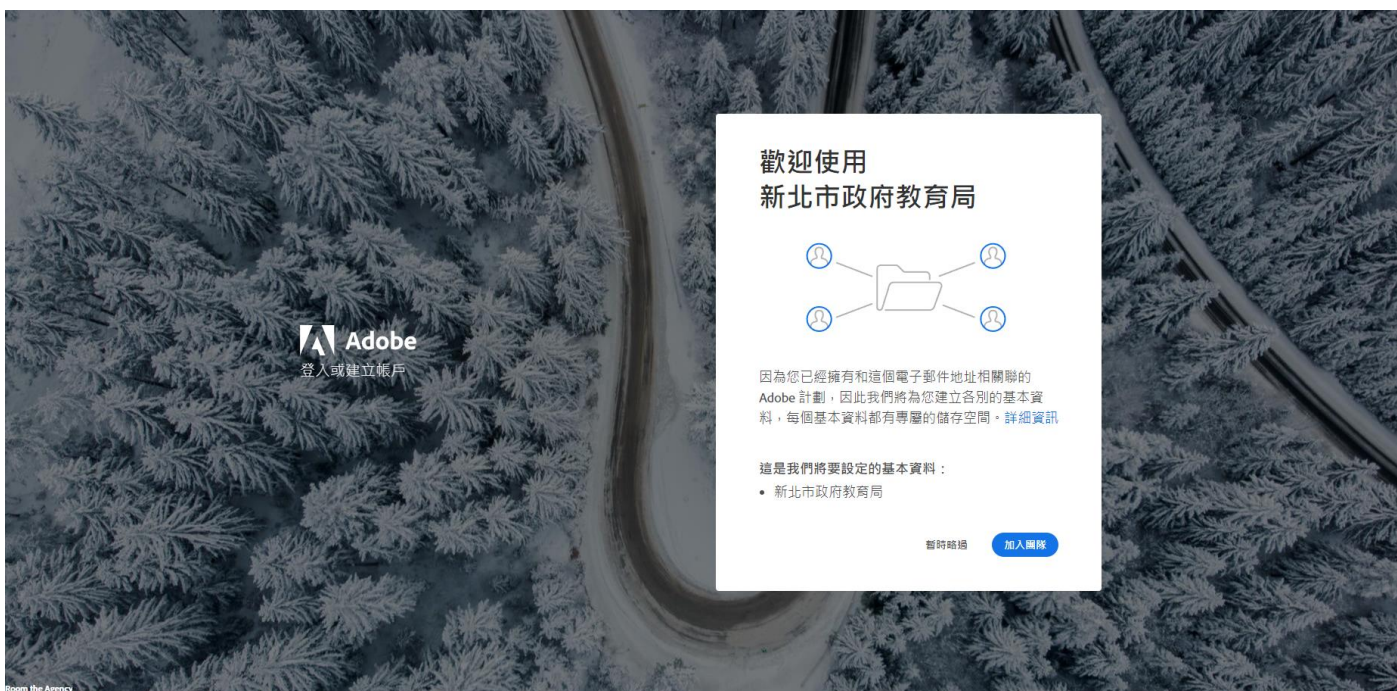 Adobe
登入或建立帳戶
歡迎使用
新北市政府教育局
因為您已經擁有和這個電子郵件地址相關聯的
Adobe 計劃，因此我們將為您建立各別的基本資
料，每個基本資料都有專屬的儲存空間。詳細資訊
這是我們將要設定的基本資料：
• 新北市政府教育局
暫時略過 加入團隊
Room the Agency